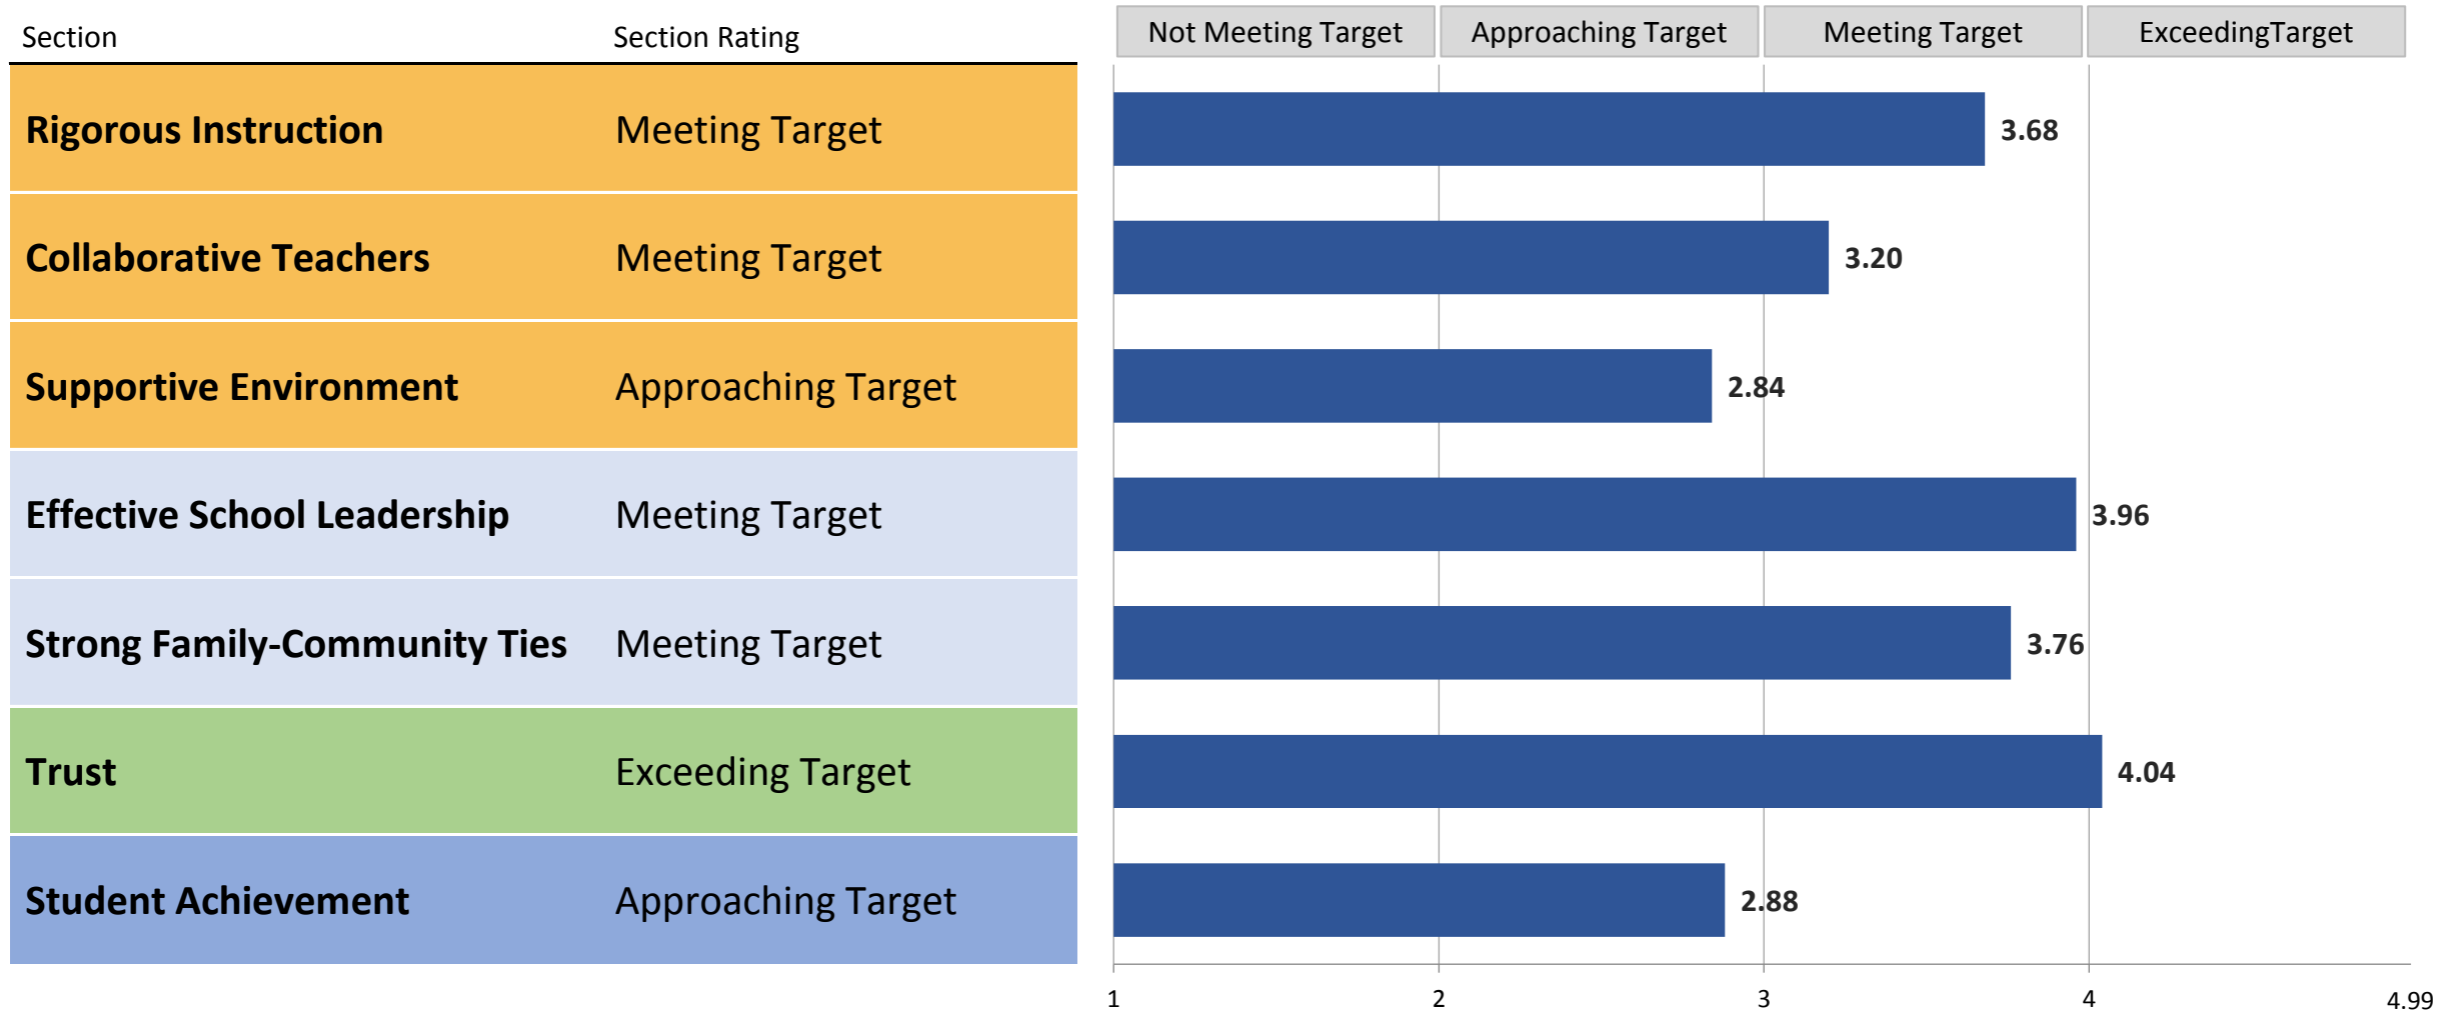 Section Section Rating Not Meeting Target Approaching Target Meeting Target ExceedingTarget
Rigorous Instruction Meeting Target 3.68
Collaborative Teachers Meeting Target 3.20
Supportive Environment Approaching Target 2.84
Effective School Leadership Meeting Target 3.96
Strong Family-Community Ties Meeting Target 3.76
Trust Exceeding Target 4.04
Student Achievement Approaching Target 2.88
1 2 3 4 4.99